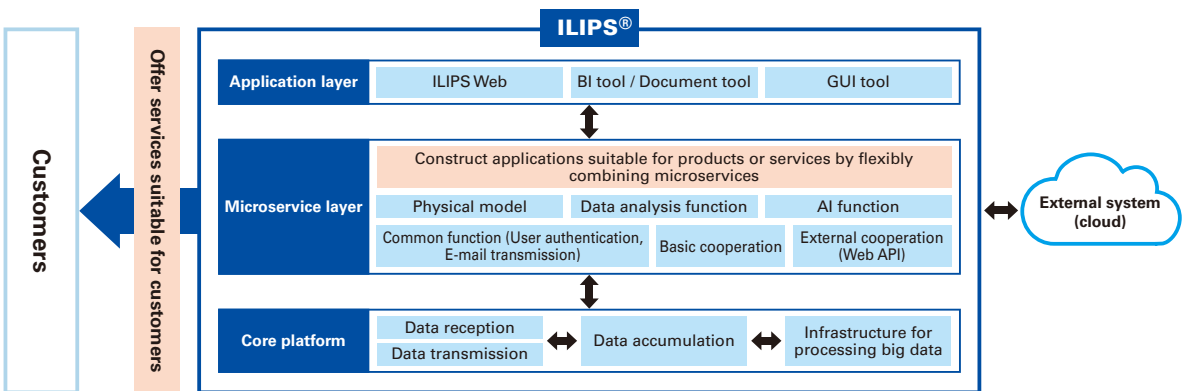 ILIPS®
Customers
Offer services suitable for customers
Application layer
ILIPS Web
BI tool / Document tool
GUI tool
Microservice layer
Construct applications suitable for products or services by flexibly
combining microservices
Physical model
Data analysis function
AI function
Common function (User authentication,
E-mail transmission)
Basic cooperation
External cooperation
(Web API)
Core platform
Data reception
Data transmission
Data accumulation
Infrastructure for
processing big data
External system
(cloud)